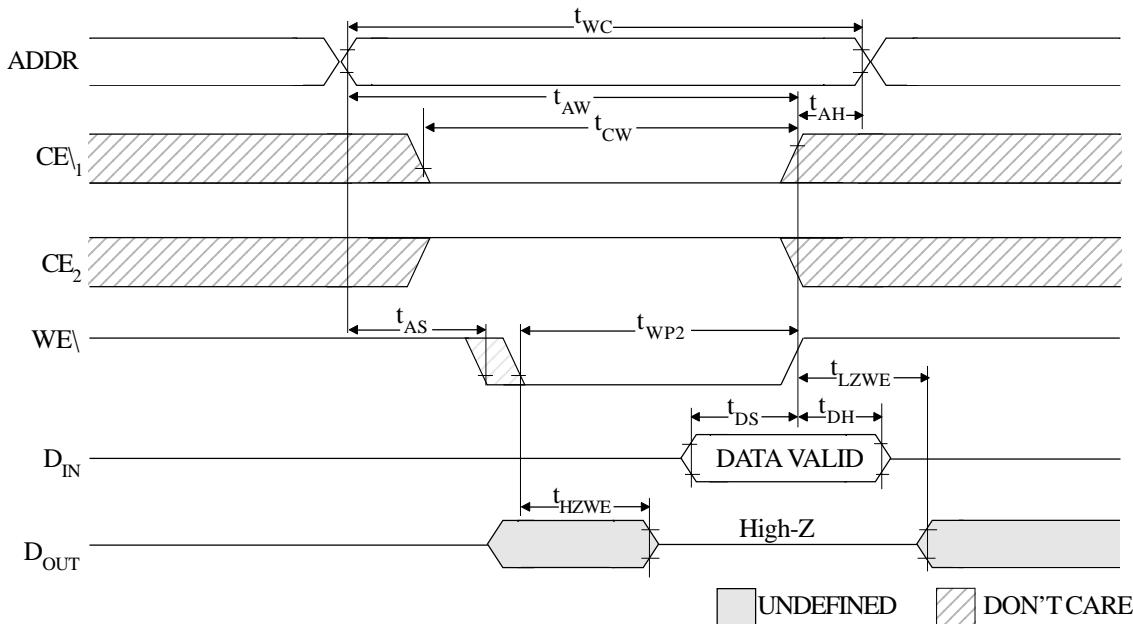 tWC
ADDR
tAW
tAH
tCW
CE\1
CE2
tAS
tWP2
WE\
tLZWE
tDS
tDH
DIN
DATA VALID
tHZWE
High-Z
DOUT
UNDEFINED
DON'T CARE